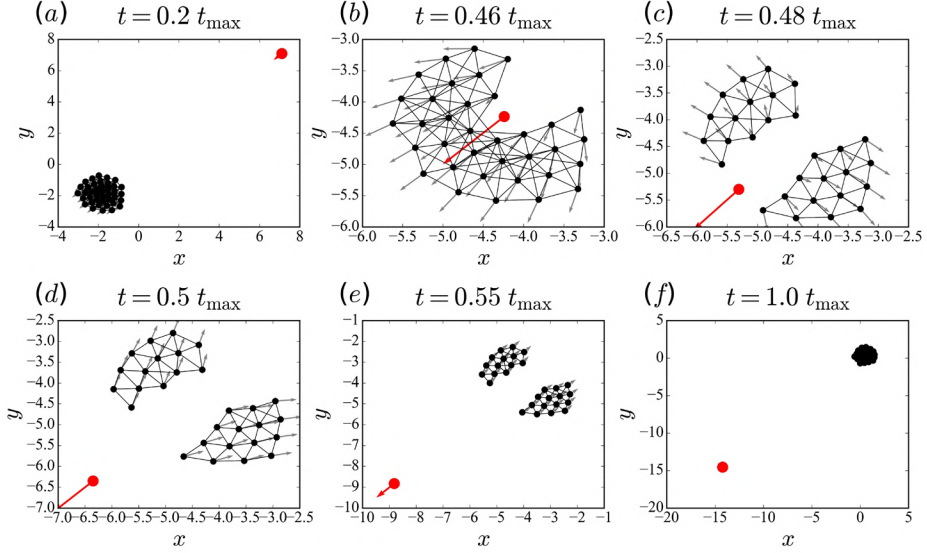 (a) t = 0.2 t_max
8
6
4
2
0
−2
−4
y
−4 −2 0 2 4 6 8
x
(b) t = 0.46 t_max
−3.0
−3.5
−4.0
−4.5
−5.0
−5.5
−6.0
y
−6.0 −5.5 −5.0 −4.5 −4.0 −3.5 −3.0
x
(c) t = 0.48 t_max
−2.5
−3.0
−3.5
−4.0
−4.5
−5.0
−5.5
−6.0
y
−6.5 −6.0 −5.5 −5.0 −4.5 −4.0 −3.5 −3.0 −2.5
x
(d) t = 0.5 t_max
−2.5
−3.0
−3.5
−4.0
−4.5
−5.0
−5.5
−6.0
−6.5
−7.0
y
−7.0 −6.5 −6.0 −5.5 −5.0 −4.5 −4.0 −3.5 −3.0 −2.5
x
(e) t = 0.55 t_max
−1
−2
−3
−4
−5
−6
−7
−8
−9
−10
y
−10 −9 −8 −7 −6 −5 −4 −3 −2 −1
x
(f) t = 1.0 t_max
5
0
−5
−10
−15
−20
y
−20 −15 −10 −5 0 5
x